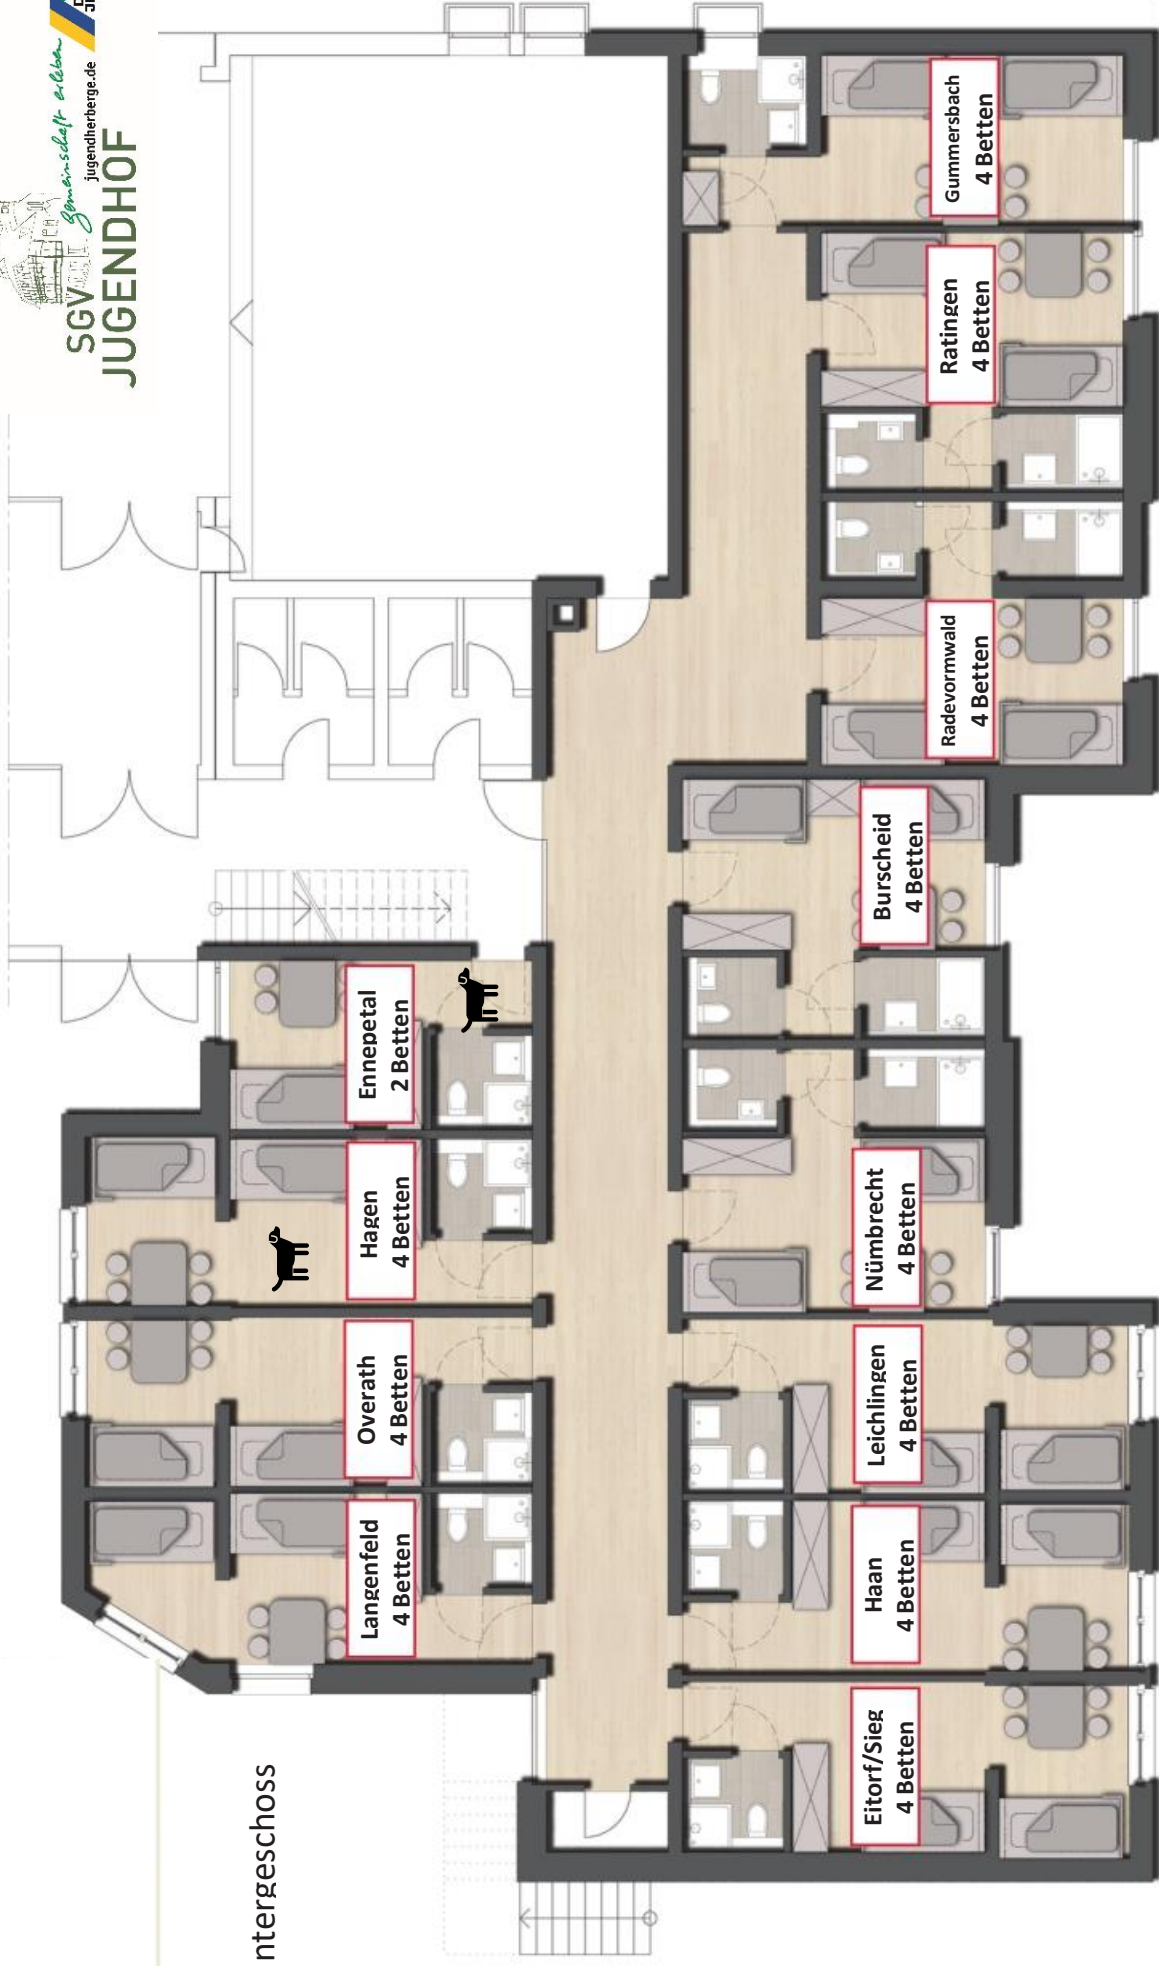 ntergeschoss
SGV
JUGENDHOF
gemeinschaft erleben
jugendherberge.de
Langenfeld
4 Betten
Overath
4 Betten
Hagen
4 Betten
Ennepetal
2 Betten
Eitorf/Sieg
4 Betten
Haan
4 Betten
Leichlingen
4 Betten
Nümbrecht
4 Betten
Burscheid
4 Betten
Radevormwald
4 Betten
Ratingen
4 Betten
Gummersbach
4 Betten